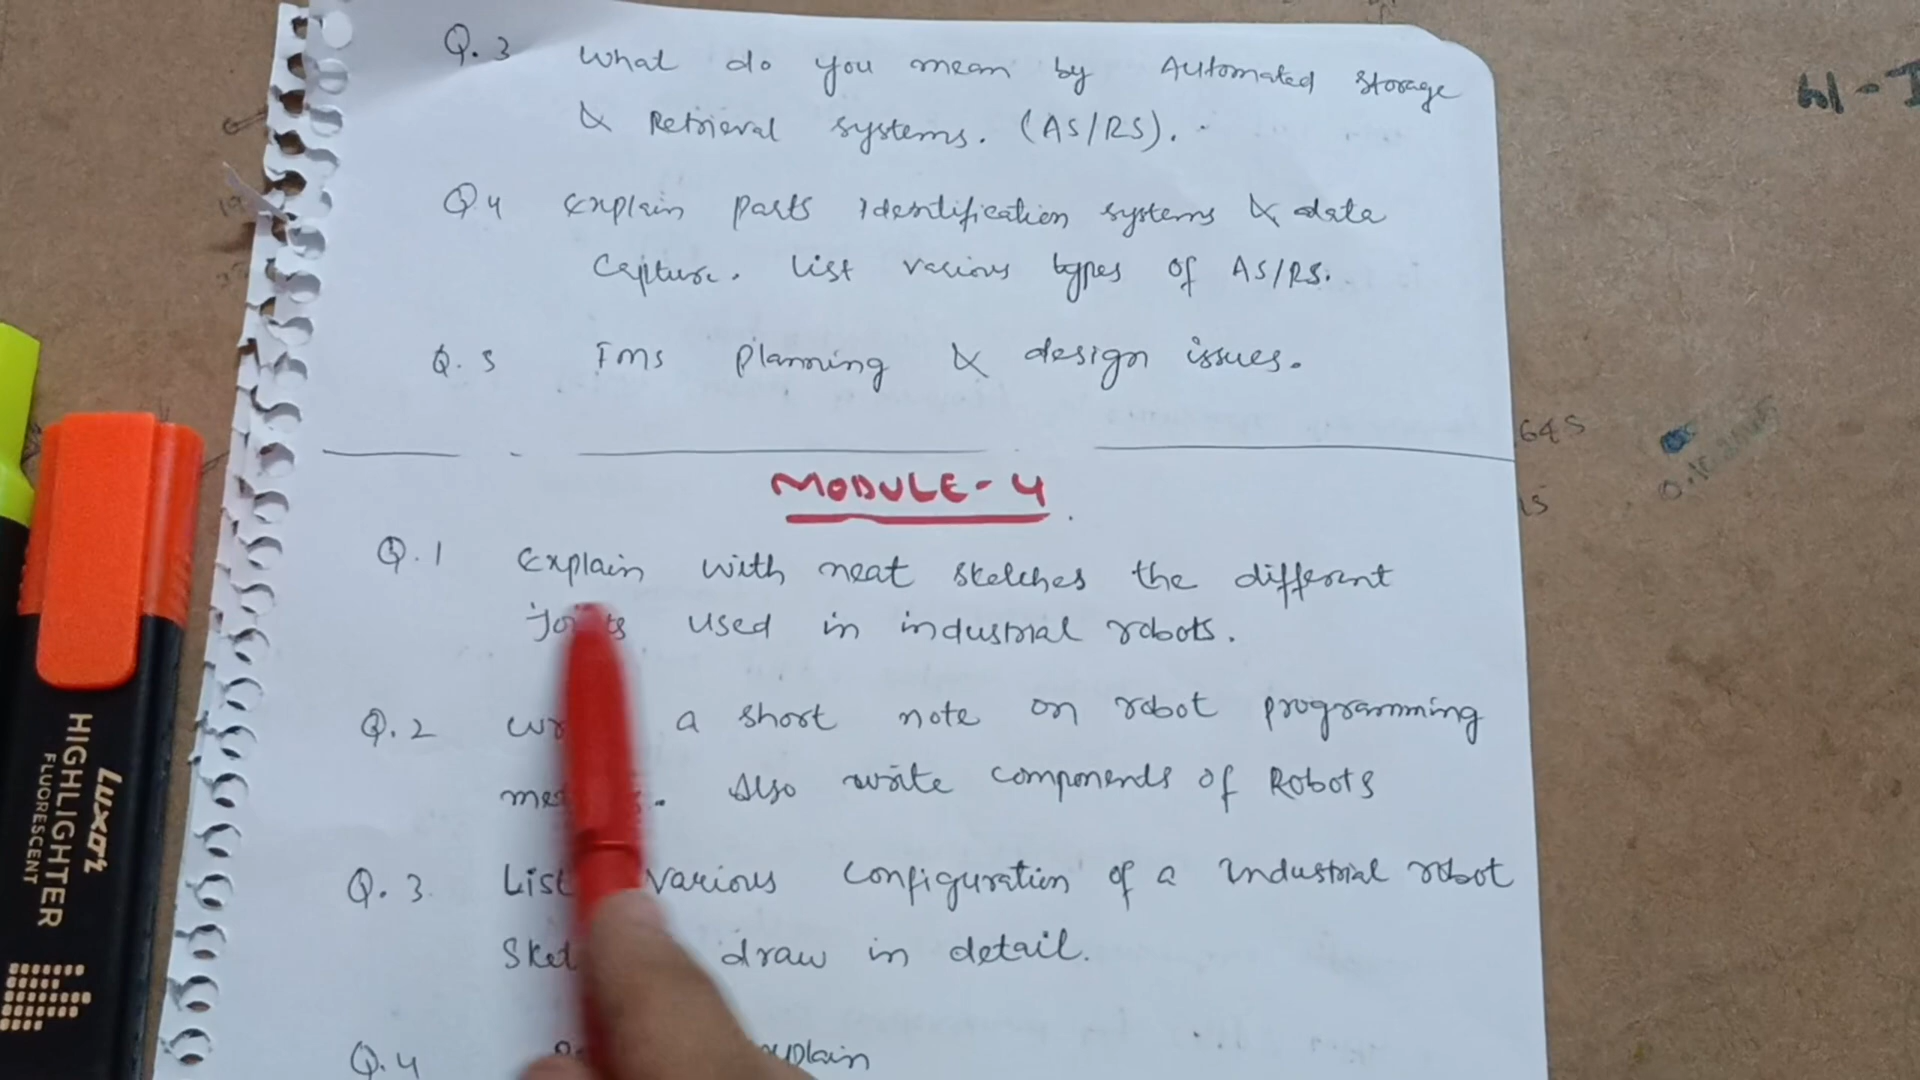 Q.3 What do you mean by Automated Storage
& Retrieval systems. (AS/RS).
Q4 Explain parts identification systems & data
Capture. List various types of AS/RS.
Q.5 FMS planning & design issues.
MODULE-4
Q.1 Explain with neat sketches the different
used in industrial robots.
Q.2 a short note on robot programming
Also write components of Robots
Q.3. List various configuration of a industrial robot
draw in detail.
Q.4
HIGHLIGHTER
FLUORESCENT
Luxor
645